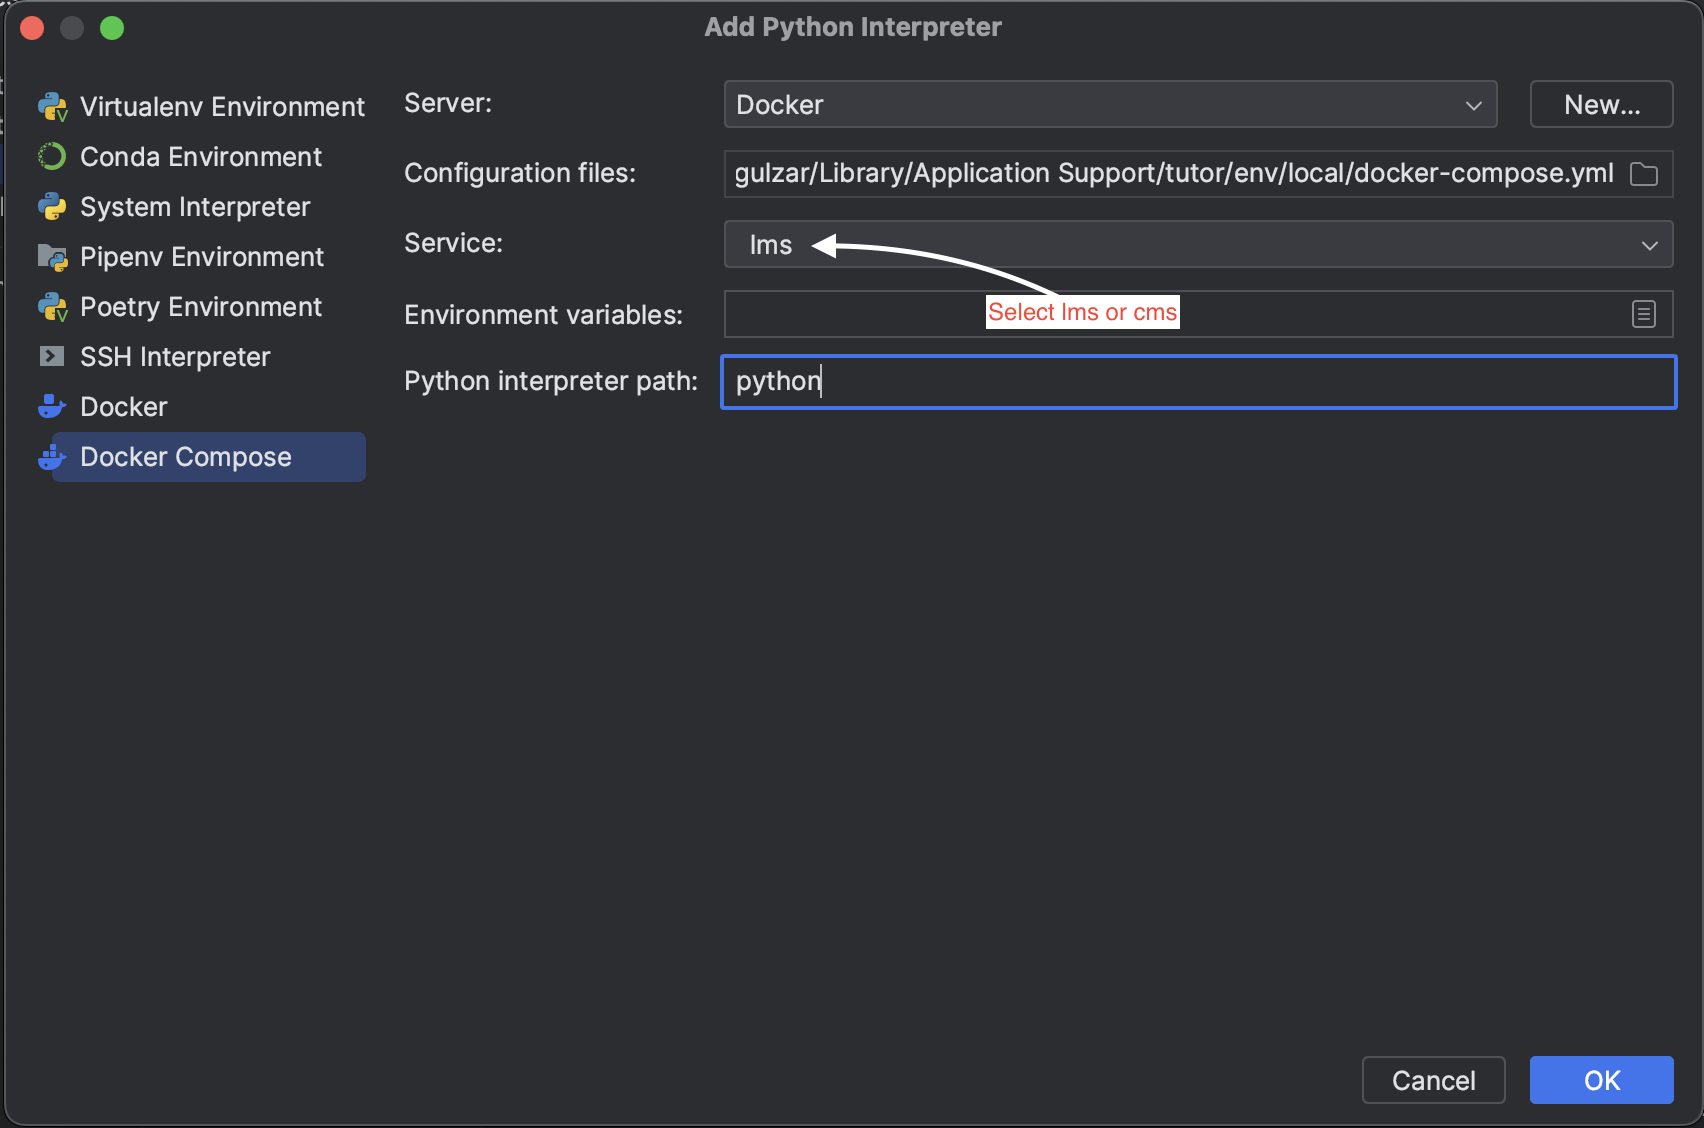 Add Python Interpreter
Virtualenv Environment
Conda Environment
System Interpreter
Pipenv Environment
Poetry Environment
SSH Interpreter
Docker
Docker Compose
Server:
Docker
New...
Configuration files:
gulzar/Library/Application Support/tutor/env/local/docker-compose.yml
Service:
lms
Select lms or cms
Environment variables:
Python interpreter path:
python
Cancel
OK